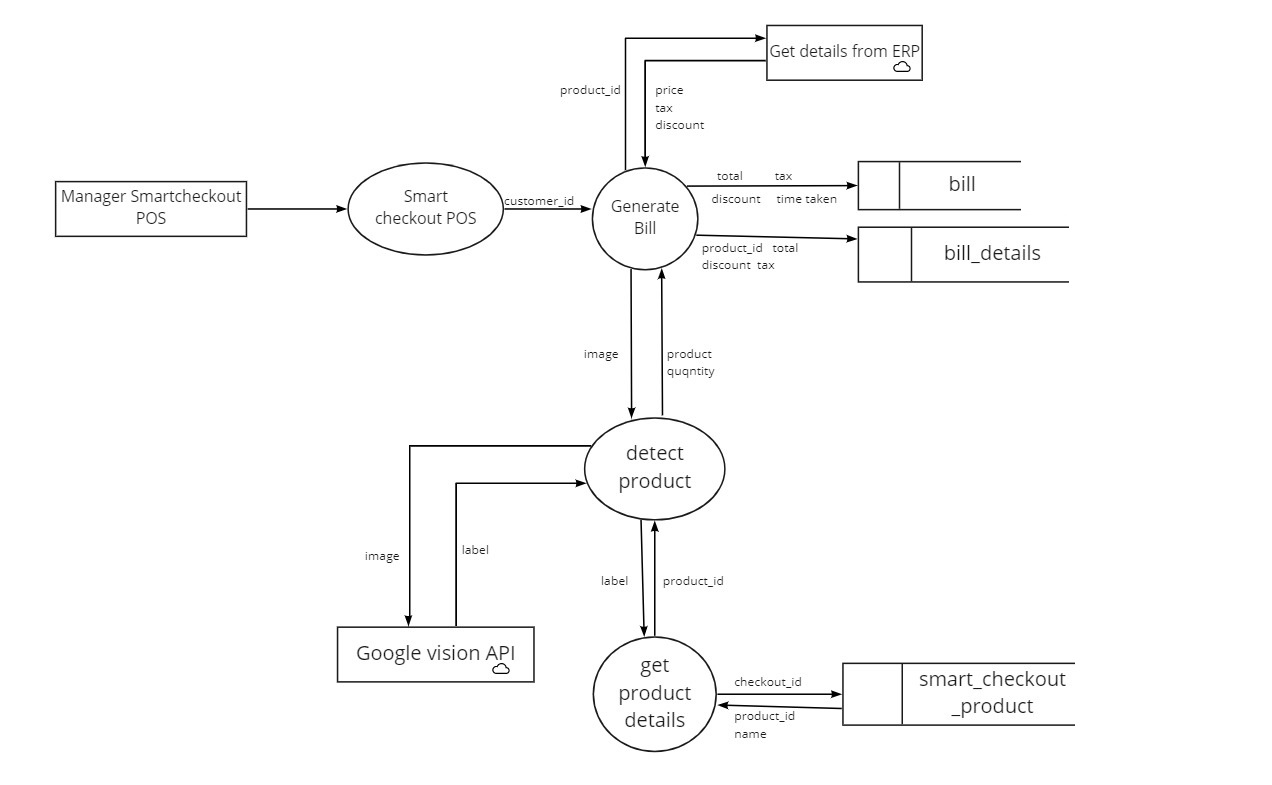 Get details from ERP
product_id
price
tax
discount
Manager Smartcheckout
POS
Smart
checkout POS
customer_id
Generate
Bill
total tax
discount time taken
bill
product_id total
discount tax
bill_details
image
product
quqntity
detect
product
image
label
label
product_id
Google vision API
get
product
details
checkout_id
product_id
name
smart_checkout
_product